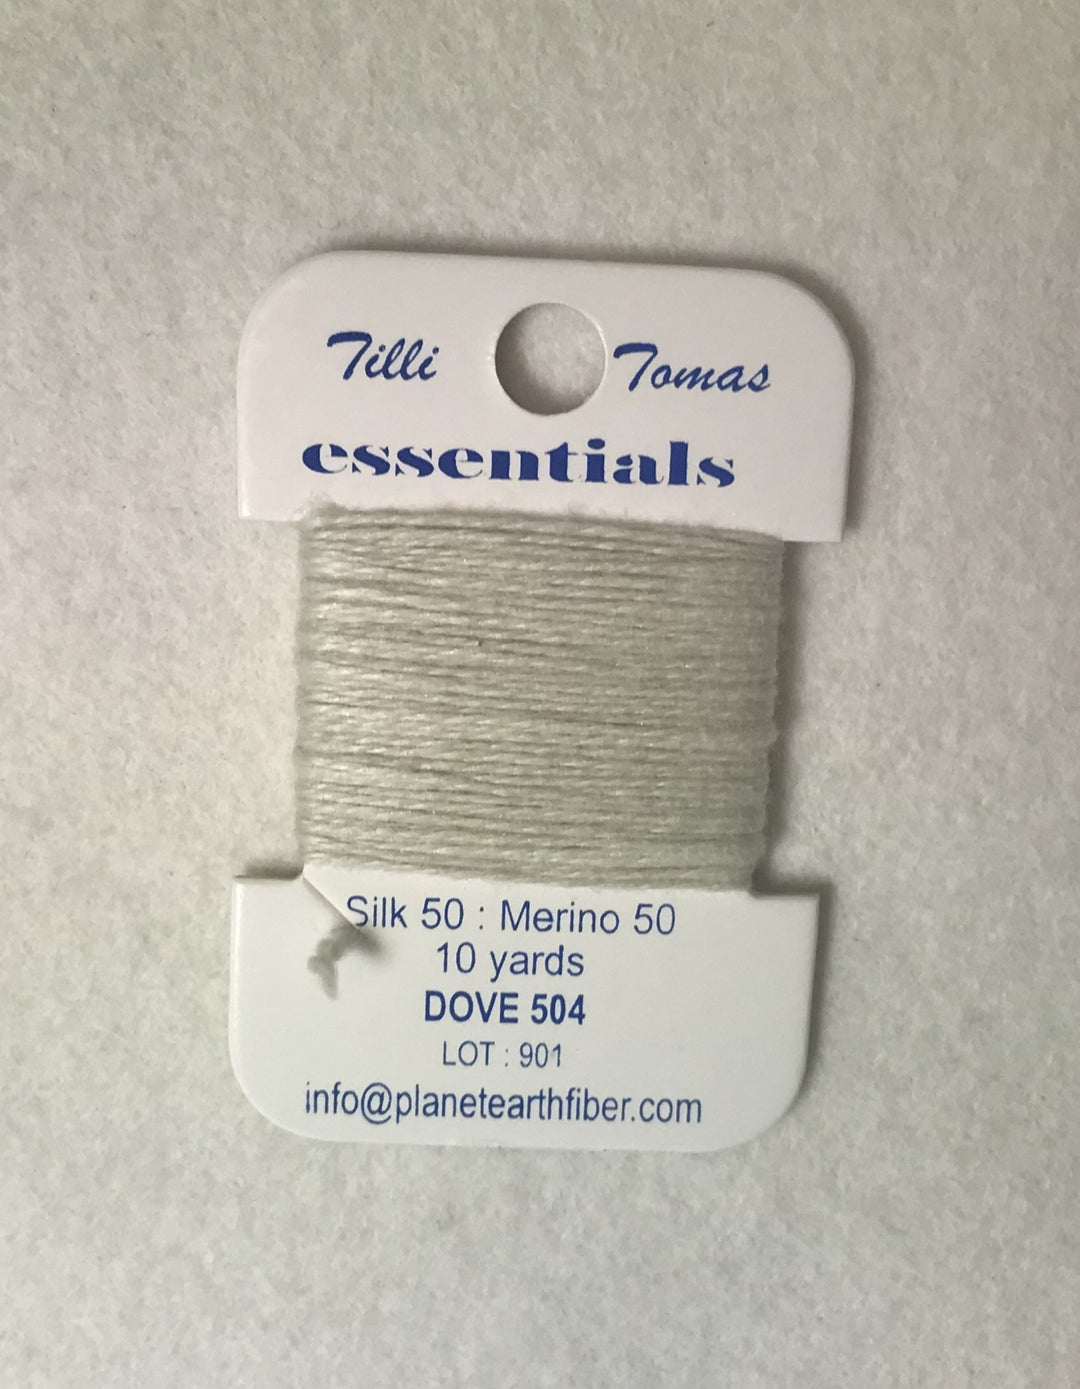 Tilli Tomas
essentials
Silk 50 : Merino 50
10 yards
DOVE 504
LOT : 901
info@planetearthfiber.com